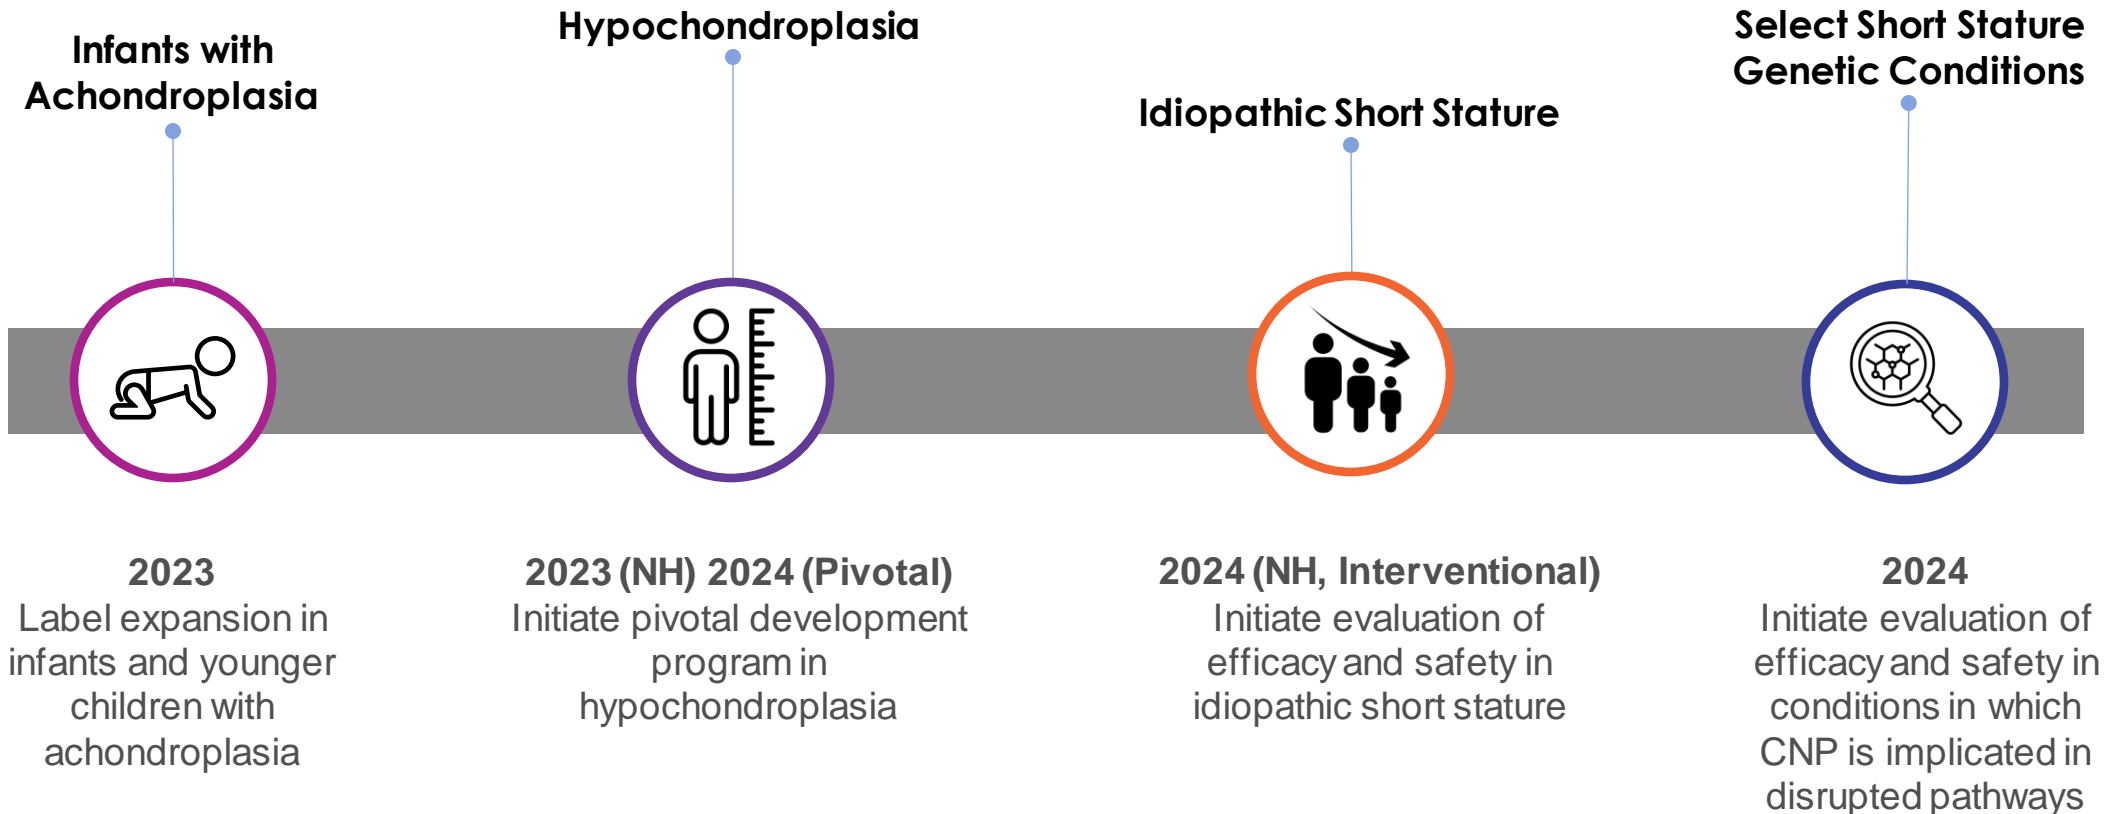 Infants with
Achondroplasia
Hypochondroplasia
Idiopathic Short Stature
Select Short Stature
Genetic Conditions
2023
Label expansion in
infants and younger
children with
achondroplasia
2023 (NH) 2024 (Pivotal)
Initiate pivotal development
program in
hypochondroplasia
2024 (NH, Interventional)
Initiate evaluation of
efficacy and safety in
idiopathic short stature
2024
Initiate evaluation of
efficacy and safety in
conditions in which
CNP is implicated in
disrupted pathways